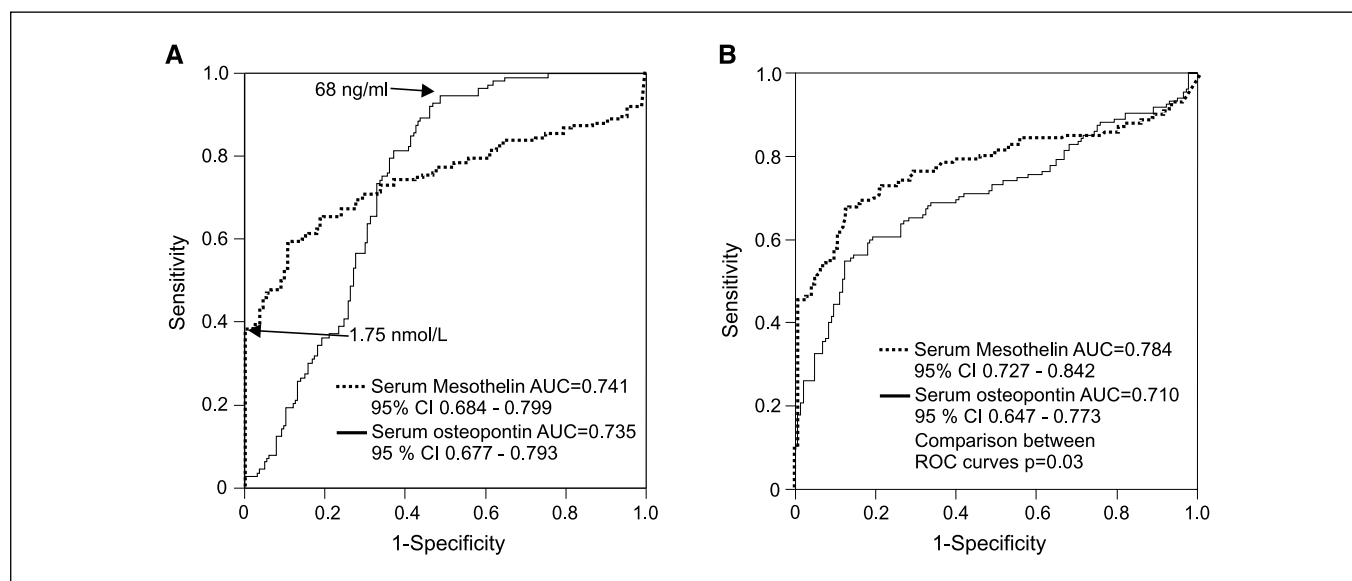 A
Sensitivity
1.0
0.8
0.6
0.4
0.2
0
68 ng/ml
1.75 nmol/L
Serum Mesothelin AUC=0.741
95% CI 0.684 - 0.799
Serum osteopontin AUC=0.735
95 % CI 0.677 - 0.793
0 0.2 0.4 0.6 0.8 1.0
1-Specificity
B
Sensitivity
1.0
0.8
0.6
0.4
0.2
0
Serum Mesothelin AUC=0.784
95% CI 0.727 - 0.842
Serum osteopontin AUC=0.710
95 % CI 0.647 - 0.773
Comparison between
ROC curves p=0.03
0 0.2 0.4 0.6 0.8 1.0
1-Specificity